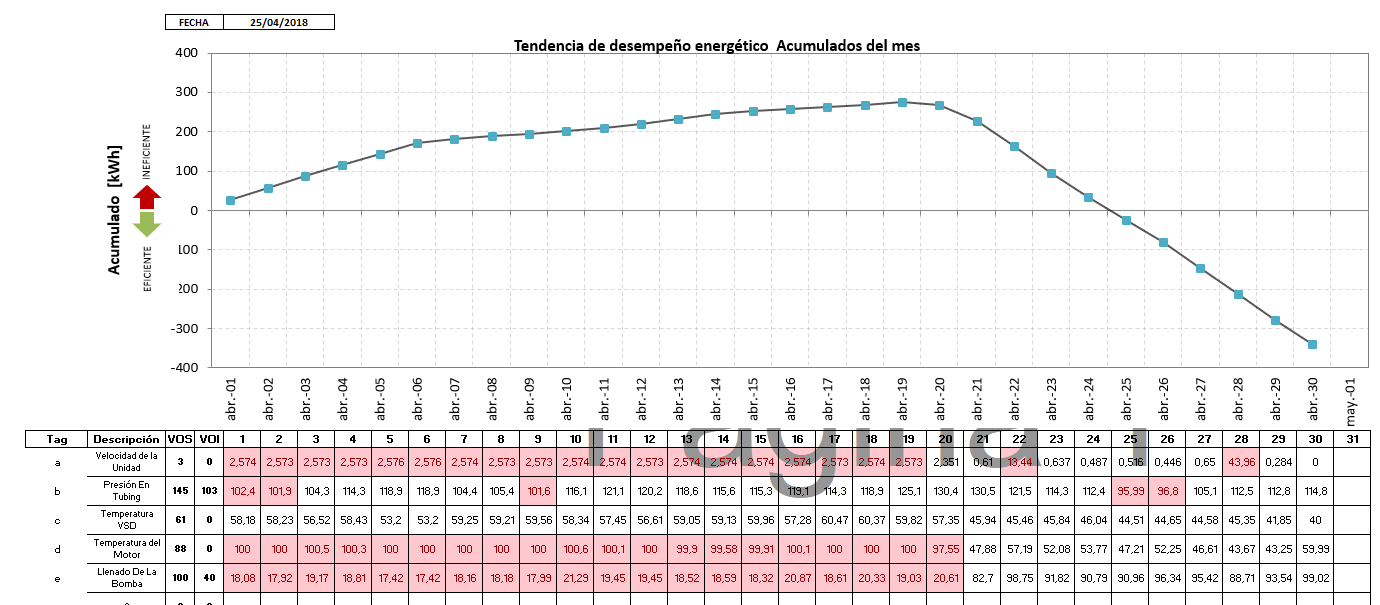 FECHA 25/04/2018
Tendencia de desempeño energético Acumulados del mes
400
300
200
100
0
100
200
-300
-400
Acumulado [kWh]
INEFICIENTE
EFICIENTE
abr.-01 abr.-02 abr.-03 abr.-04 abr.-05 abr.-06 abr.-07 abr.-08 abr.-09 abr.-10 abr.-11 abr.-12 abr.-13 abr.-14 abr.-15 abr.-16 abr.-17 abr.-18 abr.-19 abr.-20 abr.-21 abr.-22 abr.-23 abr.-24 abr.-25 abr.-26 abr.-27 abr.-28 abr.-29 abr.-30 may.-01
Tag Descripción VOS VOI 1 2 3 4 5 6 7 8 9 10 11 12 13 14 15 16 17 18 19 20 21 22 23 24 25 26 27 28 29 30 31
a Velocidad de la Unidad 3 0 2,574 2,573 2,573 2,573 2,576 2,576 2,574 2,573 2,573 2,574 2,574 2,573 2,574 2,574 2,574 2,574 2,573 2,574 2,573 2,351 0,61 13,44 0,637 0,487 0,516 0,446 0,65 43,96 0,284 0
b Presión En Tubing 145 103 102,4 101,9 104,3 114,3 118,9 118,9 104,4 105,4 101,6 116,1 121,1 120,2 118,6 115,6 115,3 119,1 114,3 118,9 125,1 130,4 130,5 121,5 114,3 112,4 95,99 96,8 105,1 112,5 112,8 114,8
c Temperatura VSD 61 0 58,18 58,23 56,52 58,43 53,2 53,2 59,25 59,21 59,56 58,34 57,45 56,61 59,05 59,13 59,96 57,28 60,47 60,37 59,82 57,35 45,94 45,46 45,84 46,04 44,51 44,65 44,58 45,35 41,85 40
d Temperatura del Motor 88 0 100 100 100,5 100,3 100 100 100 100 100 100,6 100,1 100 99,9 99,58 99,91 100,1 100 100 100 97,55 47,88 57,19 52,08 53,77 47,21 52,25 46,61 43,67 43,25 59,99
e Llenado De La Bomba 100 40 18,08 17,92 19,17 18,81 17,42 17,42 18,16 18,18 17,99 21,29 19,45 19,45 18,52 18,59 18,32 20,87 18,61 20,33 19,03 20,61 82,7 98,75 91,82 90,79 90,96 96,34 95,42 88,71 93,54 99,02